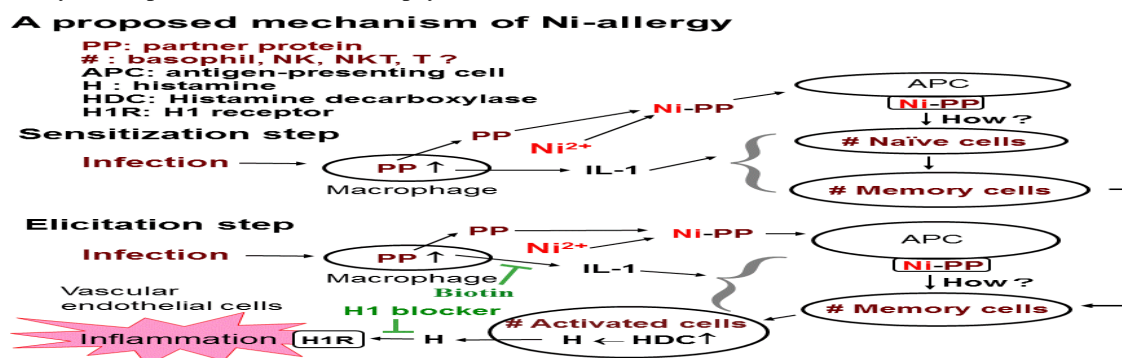 A proposed mechanism of Ni-allergy
PP: partner protein
# : basophil, NK, NKT, T ?
APC: antigen-presenting cell
H : histamine
HDC: Histamine decarboxylase
H1R: H1 receptor
APC
Ni-PP
How ?
Sensitization step
PP
Ni-PP
Ni²⁺
# Naïve cells
Infection
PP ↑
IL-1
Macrophage
# Memory cells
Elicitation step
PP
Ni-PP
APC
Ni²⁺
Infection
PP ↑
IL-1
Ni-PP
Macrophage
Biotin
How ?
Vascular
endothelial cells
H1 blocker
# Memory cells
# Activated cells
Inflammation
H1R
H
H ← HDC↑